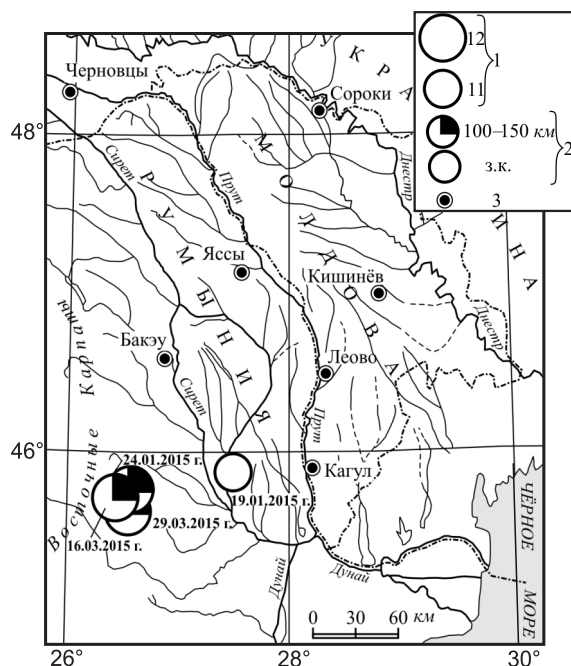 12
1
11
100–150 км
2
з.к.
3
У К Р А И Н А
Черновцы
Сороки
48°
48°
М О Л Д О В А
Р У М Ы Н И Я
Сирет
Прут
Днестр
Яссы
Кишинёв
Днестр
Восточные Карпаты
Бакэу
Леово
Сирет
Прут
46°
46°
24.01.2015 г.
19.01.2015 г.
Кагул
29.03.2015 г.
16.03.2015 г.
Дунай
Дунай
ЧЁРНОЕ
МОРЕ
0 30 60 км
26° 28° 30°